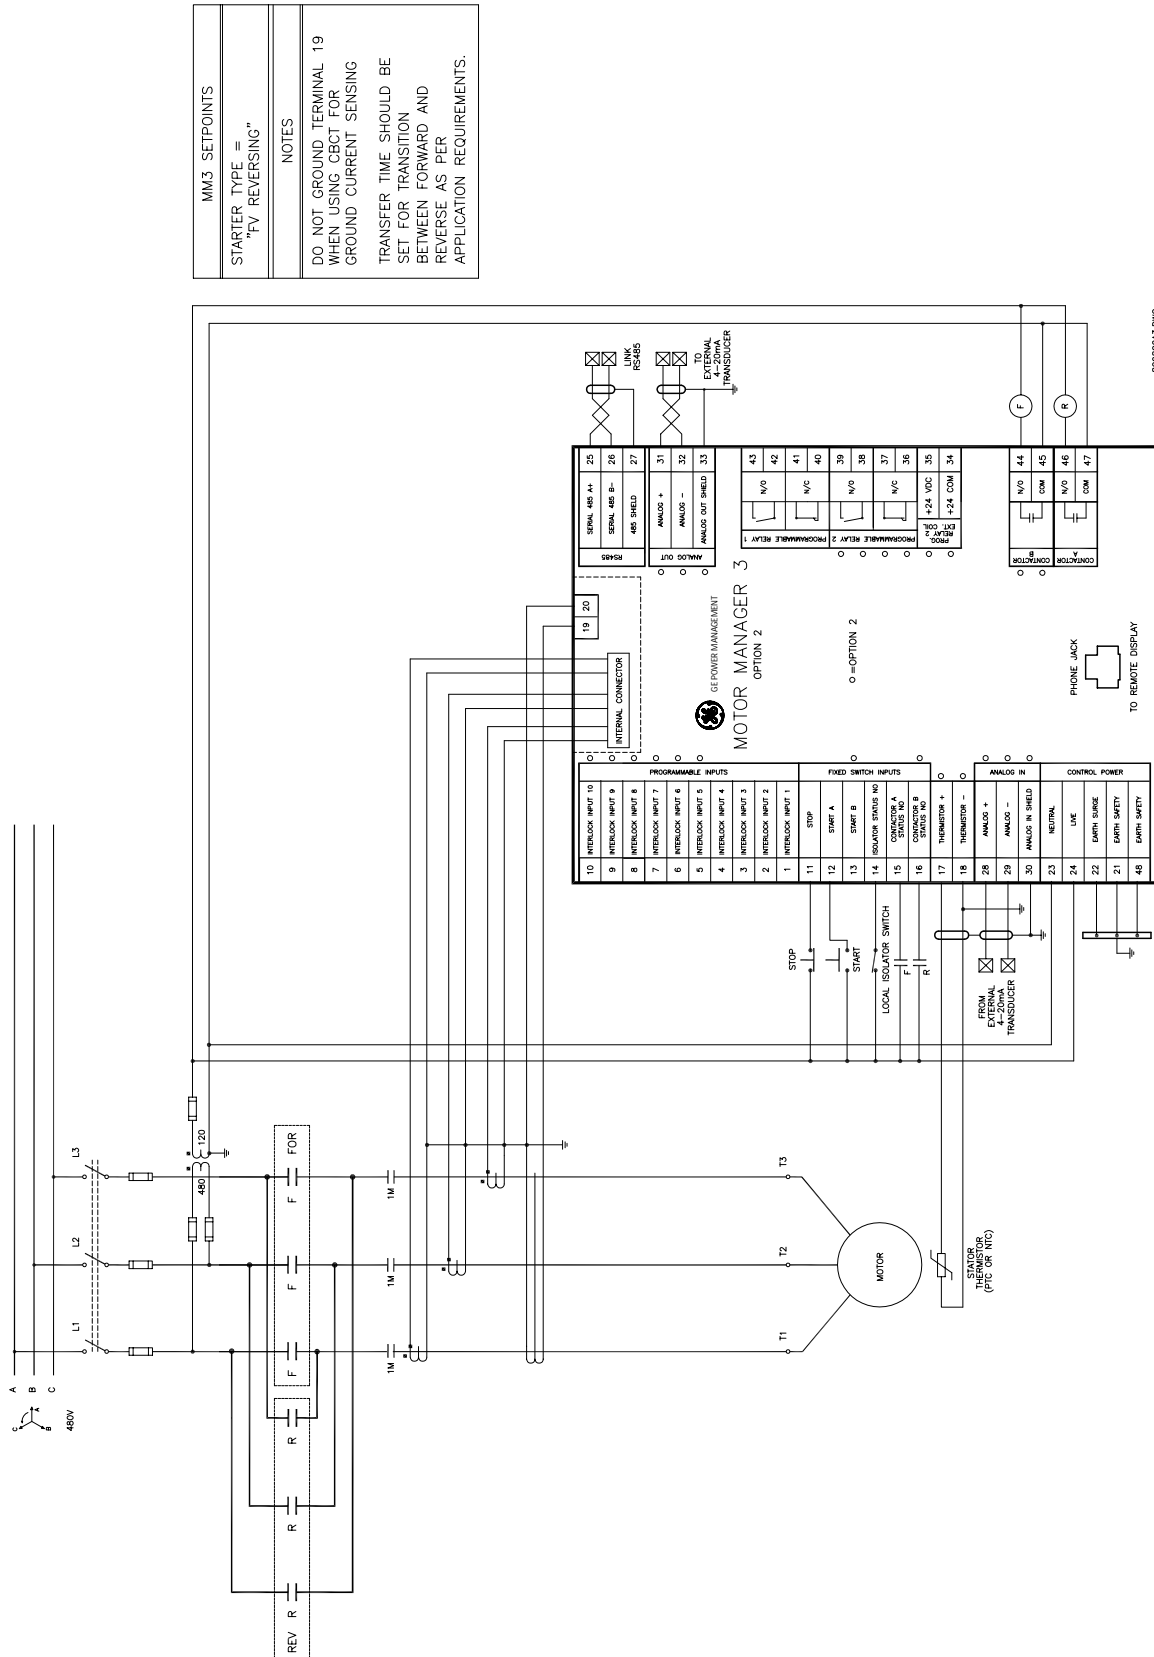 MM3 SETPOINTS
STARTER TYPE =
"FV REVERSING"
NOTES
DO NOT GROUND TERMINAL 19
WHEN USING CBCT FOR
GROUND CURRENT SENSING
TRANSFER TIME SHOULD BE
SET FOR TRANSITION
BETWEEN FORWARD AND
REVERSE AS PER
APPLICATION REQUIREMENTS.
A
B
C
C
A
B
480V
L1
L2
L3
480
120
REV
R
R
R
F
F
F
FOR
1M
1M
1M
T1
T2
T3
MOTOR
STATOR
THERMISTOR
(PTC OR NTC)
STOP
START
LOCAL ISOLATOR SWITCH
F
R
FROM
EXTERNAL
4-20mA
TRANSDUCER
10 INTERLOCK INPUT 10
9 INTERLOCK INPUT 9
8 INTERLOCK INPUT 8
7 INTERLOCK INPUT 7
6 INTERLOCK INPUT 6
5 INTERLOCK INPUT 5
4 INTERLOCK INPUT 4
3 INTERLOCK INPUT 3
2 INTERLOCK INPUT 2
1 INTERLOCK INPUT 1
PROGRAMMABLE INPUTS
11 STOP
12 START A
13 START B
14 ISOLATOR STATUS NO
15 CONTACTOR A
STATUS NO
16 CONTACTOR B
STATUS NO
FIXED SWITCH INPUTS
17 THERMISTOR +
18 THERMISTOR -
28 ANALOG +
29 ANALOG -
30 ANALOG IN SHIELD
ANALOG IN
23 NEUTRAL
24 LIVE
22 EARTH SURGE
21 EARTH SAFETY
48 EARTH SAFETY
CONTROL POWER
INTERNAL CONNECTOR
19 20
GE POWER MANAGEMENT
MOTOR MANAGER 3
OPTION 2
O =OPTION 2
PHONE JACK
TO REMOTE DISPLAY
RS485
SERIAL 485 A+ 25
SERIAL 485 B- 26
485 SHIELD 27
ANALOG OUT
ANALOG + 31
ANALOG - 32
ANALOG OUT SHIELD 33
PROGRAMMABLE RELAY 1
N/O 43
42
N/C 41
40
PROGRAMMABLE RELAY 2
N/O 39
38
N/C 37
36
PROG.
RELAY 2
EXT. COIL
+24 VDC 35
+24 COM 34
CONTACTOR
B
N/O 44
COM 45
CONTACTOR
A
N/O 46
COM 47
LINK
RS485
TO
EXTERNAL
4-20mA
TRANSDUCER
F
R